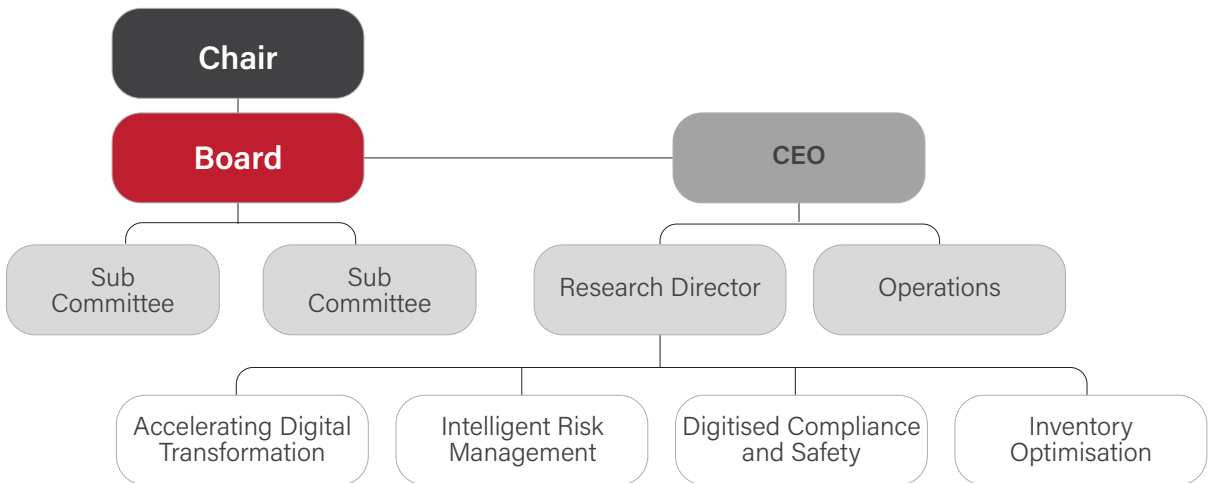 Chair
Board
CEO
Sub
Committee
Sub
Committee
Research Director
Operations
Accelerating Digital
Transformation
Intelligent Risk
Management
Digitised Compliance
and Safety
Inventory
Optimisation